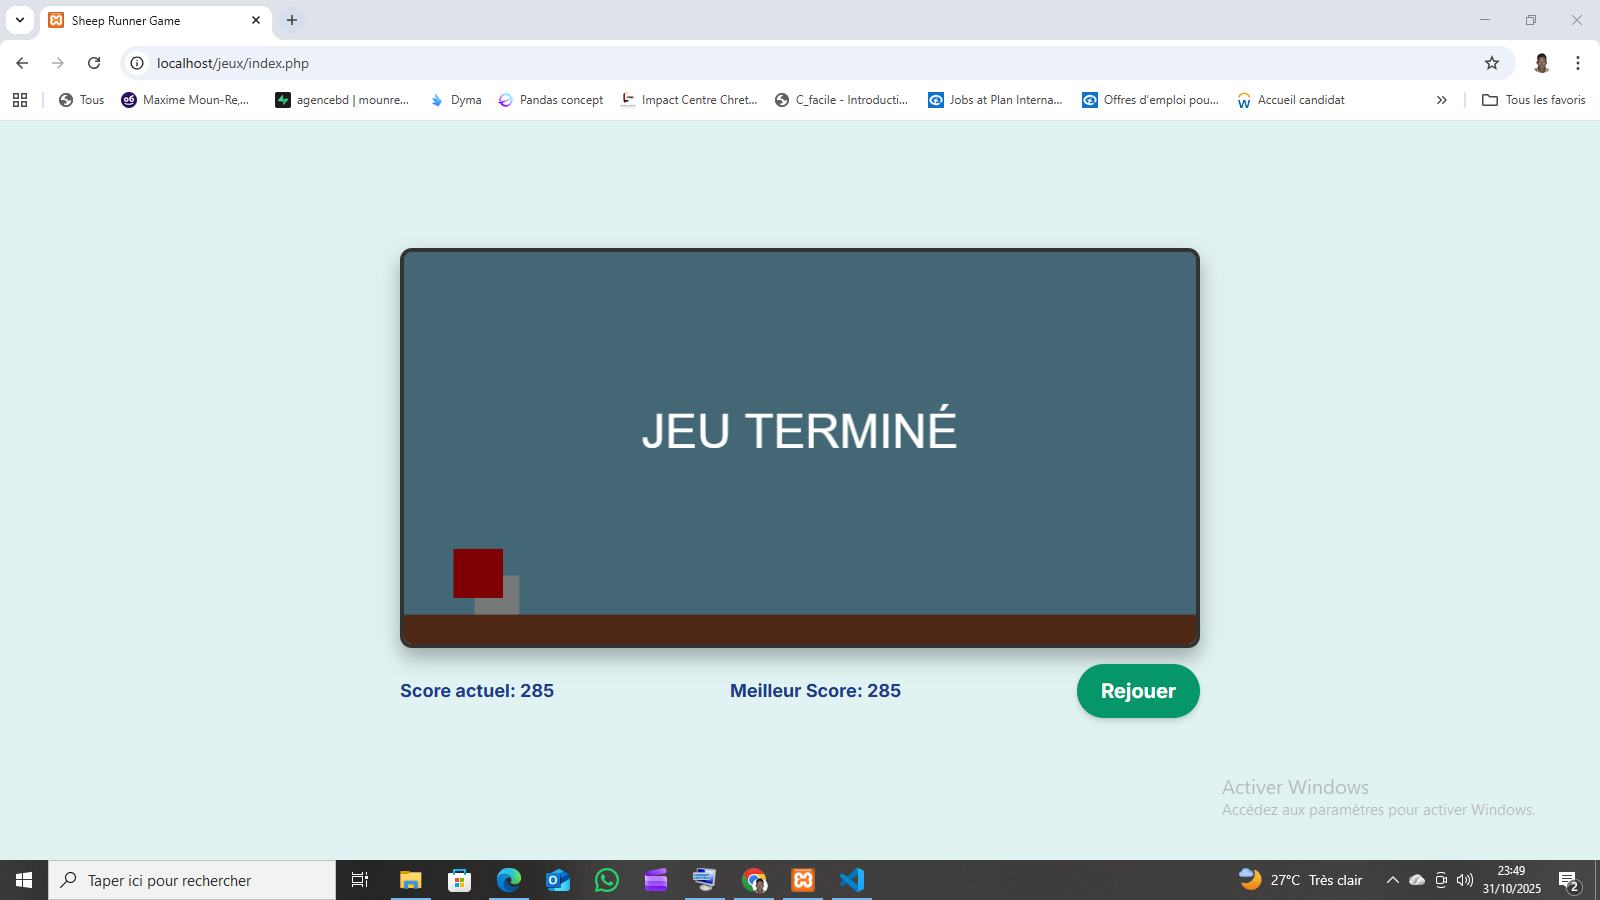 Sheep Runner Game
localhost/jeux/index.php
Tous
Maxime Moun-Re,...
agencebd | mounre...
Dyma
Pandas concept
Impact Centre Chret...
C_facile - Introducti...
Jobs at Plan Interna...
Offres d'emploi pou...
Accueil candidat
Tous les favoris
JEU TERMINÉ
Score actuel: 285
Meilleur Score: 285
Rejouer
Activer Windows
Accédez aux paramètres pour activer Windows.
Taper ici pour rechercher
27°C Très clair
23:49
31/10/2025
2